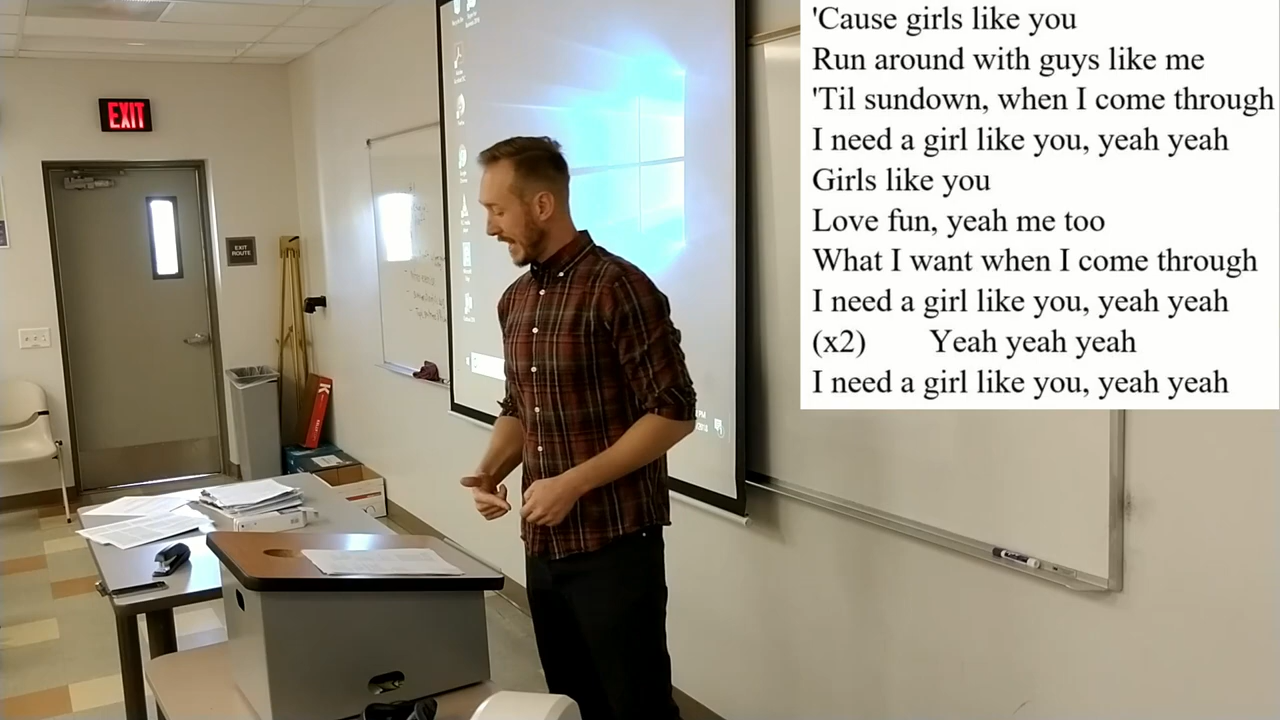 'Cause girls like you
Run around with guys like me
'Til sundown, when I come through
I need a girl like you, yeah yeah
Girls like you
Love fun, yeah me too
What I want when I come through
I need a girl like you, yeah yeah
(x2) Yeah yeah yeah
I need a girl like you, yeah yeah
EXIT
EXIT
ROUTE